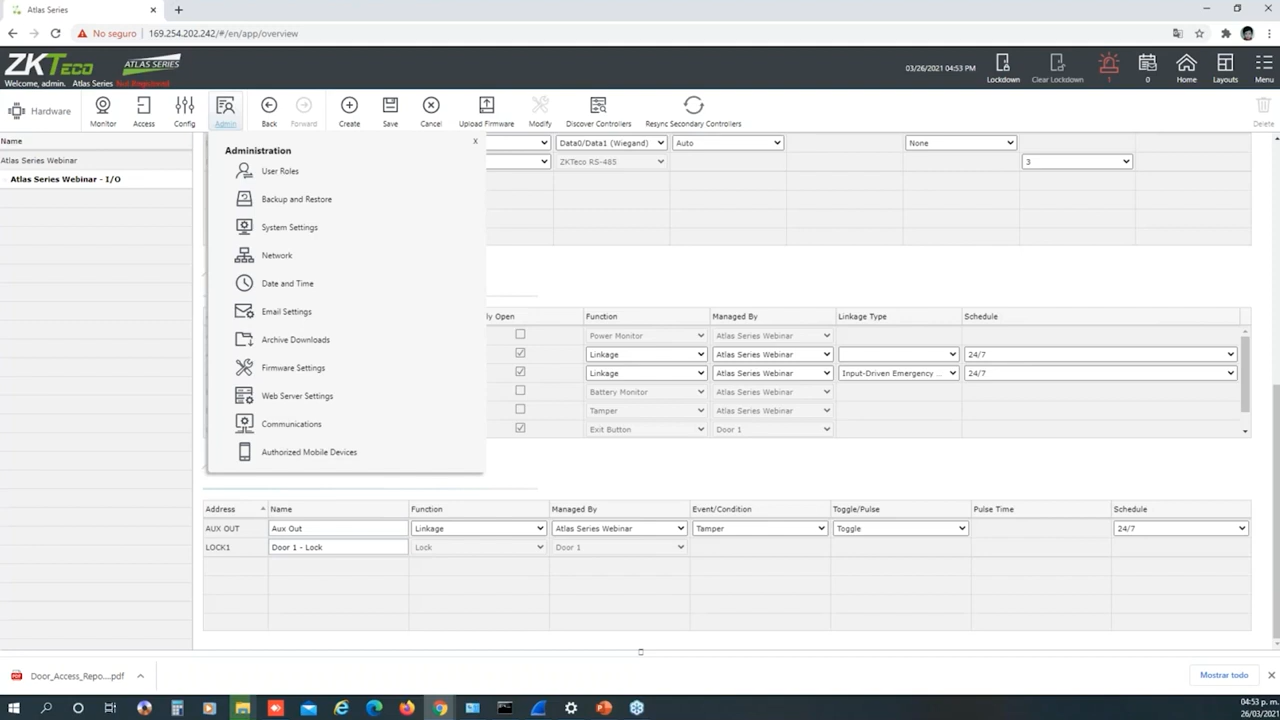 Atlas Series
No seguro
169.254.202.242/#/en/app/overview
ZKTeco
ATLAS SERIES
Welcome, admin. Atlas Series Not Registered
03/26/2021 04:53 PM
Lockdown
Clear Lockdown
1
0
Home
Layouts
Menu
Hardware
Monitor
Access
Config
Admin
Back
Forward
Create
Save
Cancel
Upload Firmware
Modify
Discover Controllers
Resync Secondary Controllers
Delete
Name
Atlas Series Webinar
Atlas Series Webinar - I/O
x
Administration
User Roles
Backup and Restore
System Settings
Network
Date and Time
Email Settings
Archive Downloads
Firmware Settings
Web Server Settings
Communications
Authorized Mobile Devices
Data0/Data1 (Wiegand) Auto None
ZKTeco RS-485 3
ly Open Function Managed By Linkage Type Schedule
Power Monitor Atlas Series Webinar
Linkage Atlas Series Webinar 24/7
Linkage Atlas Series Webinar Input-Driven Emergency ... 24/7
Battery Monitor Atlas Series Webinar
Tamper Atlas Series Webinar
Exit Button Door 1
Address Name Function Managed By Event/Condition Toggle/Pulse Pulse Time Schedule
AUX OUT Aux Out Linkage Atlas Series Webinar Tamper Toggle 24/7
LOCK1 Door 1 - Lock Lock Door 1
Door_Access_Repo....pdf
Mostrar todo
04:53 p. m.
26/03/2021